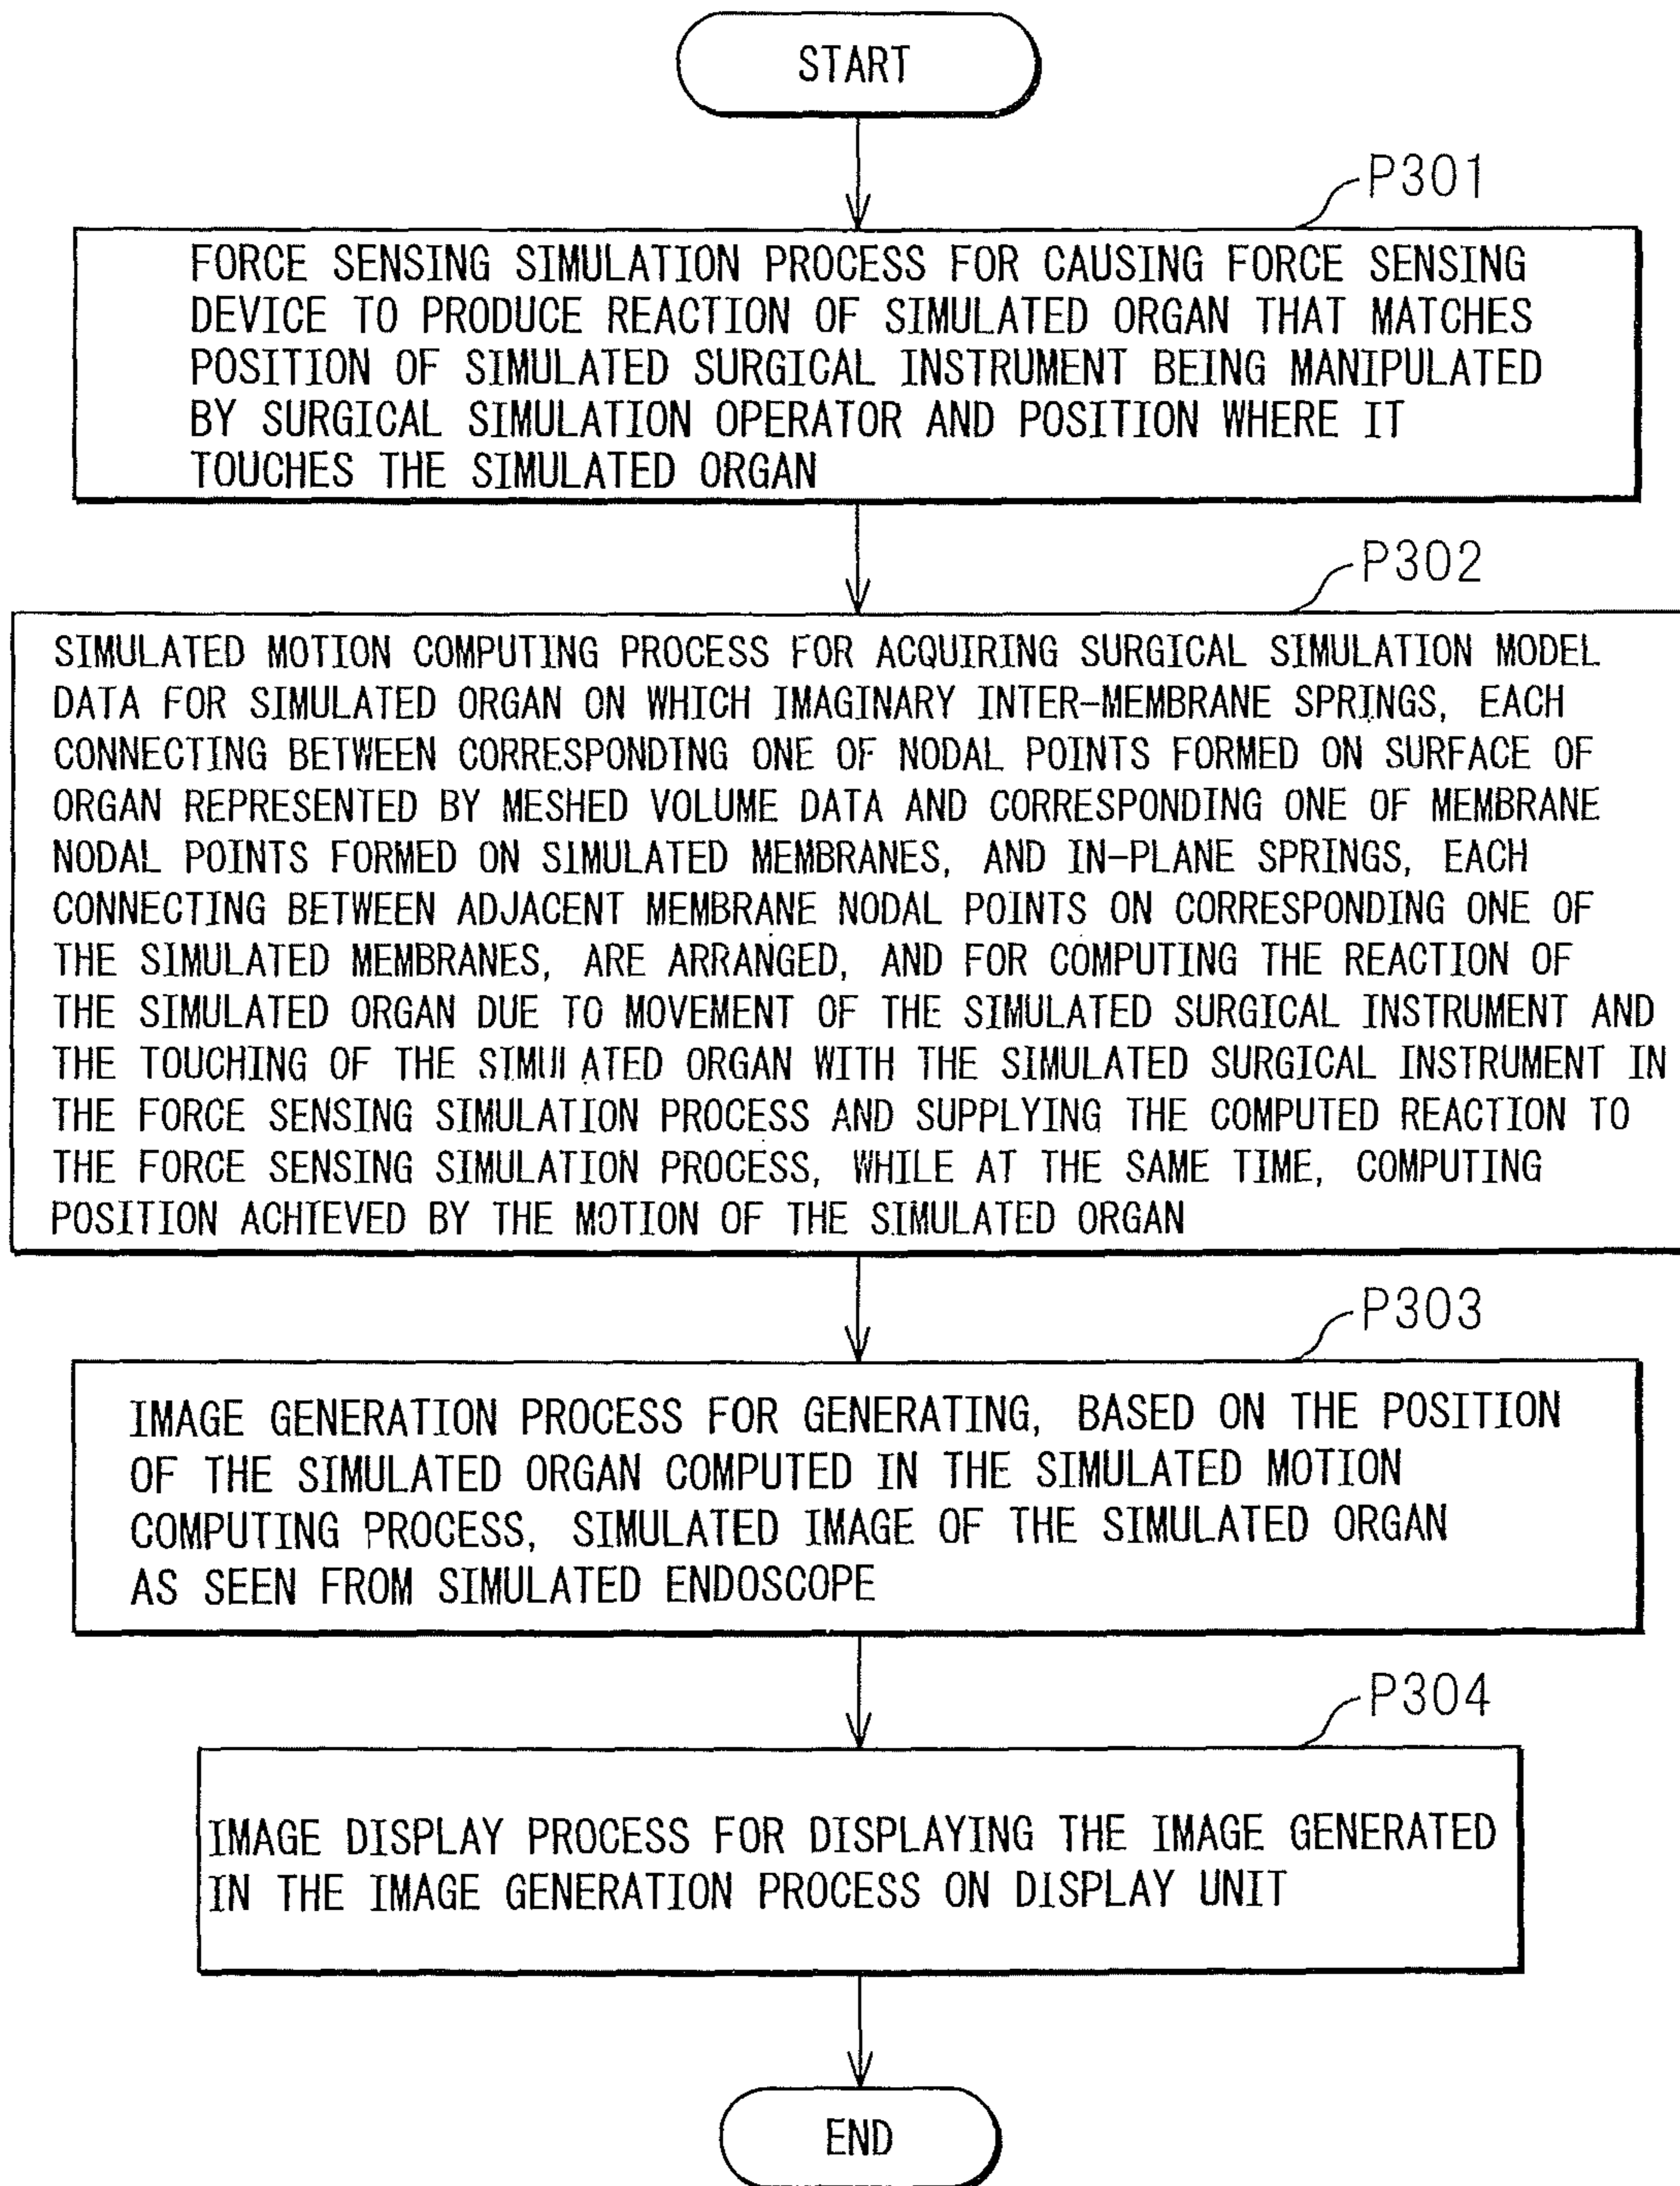 START
P301
FORCE SENSING SIMULATION PROCESS FOR CAUSING FORCE SENSING
DEVICE TO PRODUCE REACTION OF SIMULATED ORGAN THAT MATCHES
POSITION OF SIMULATED SURGICAL INSTRUMENT BEING MANIPULATED
BY SURGICAL SIMULATION OPERATOR AND POSITION WHERE IT
TOUCHES THE SIMULATED ORGAN
P302
SIMULATED MOTION COMPUTING PROCESS FOR ACQUIRING SURGICAL SIMULATION MODEL
DATA FOR SIMULATED ORGAN ON WHICH IMAGINARY INTER-MEMBRANE SPRINGS, EACH
CONNECTING BETWEEN CORRESPONDING ONE OF NODAL POINTS FORMED ON SURFACE OF
ORGAN REPRESENTED BY MESHED VOLUME DATA AND CORRESPONDING ONE OF MEMBRANE
NODAL POINTS FORMED ON SIMULATED MEMBRANES, AND IN-PLANE SPRINGS, EACH
CONNECTING BETWEEN ADJACENT MEMBRANE NODAL POINTS ON CORRESPONDING ONE OF
THE SIMULATED MEMBRANES, ARE ARRANGED, AND FOR COMPUTING THE REACTION OF
THE SIMULATED ORGAN DUE TO MOVEMENT OF THE SIMULATED SURGICAL INSTRUMENT AND
THE TOUCHING OF THE SIMULATED ORGAN WITH THE SIMULATED SURGICAL INSTRUMENT IN
THE FORCE SENSING SIMULATION PROCESS AND SUPPLYING THE COMPUTED REACTION TO
THE FORCE SENSING SIMULATION PROCESS, WHILE AT THE SAME TIME, COMPUTING
POSITION ACHIEVED BY THE MOTION OF THE SIMULATED ORGAN
P303
IMAGE GENERATION PROCESS FOR GENERATING, BASED ON THE POSITION
OF THE SIMULATED ORGAN COMPUTED IN THE SIMULATED MOTION
COMPUTING PROCESS, SIMULATED IMAGE OF THE SIMULATED ORGAN
AS SEEN FROM SIMULATED ENDOSCOPE
P304
IMAGE DISPLAY PROCESS FOR DISPLAYING THE IMAGE GENERATED
IN THE IMAGE GENERATION PROCESS ON DISPLAY UNIT
END